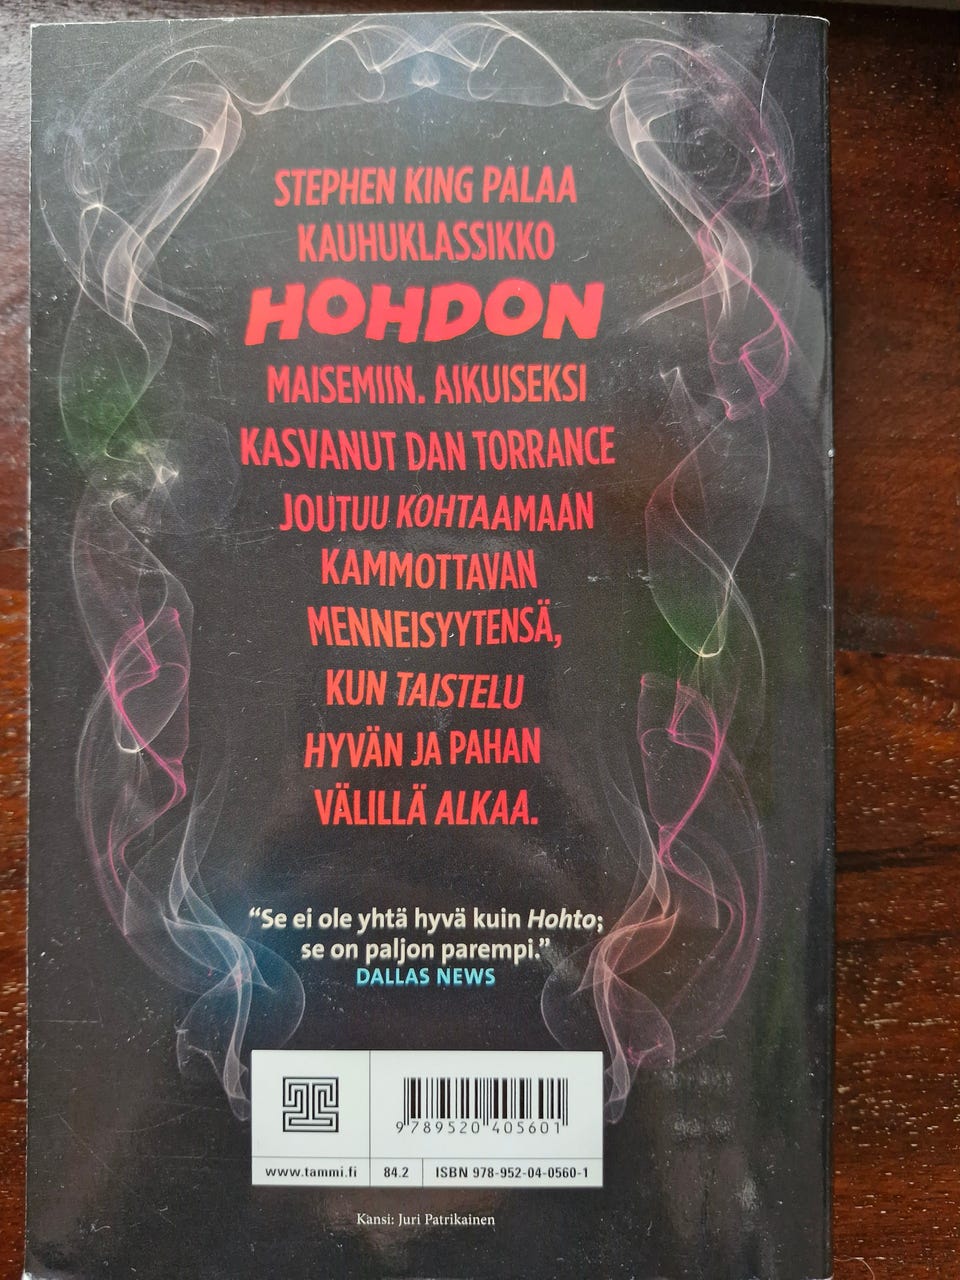 STEPHEN KING PALAA
KAUHUKLASSIKKO
HOHDON
MAISEMIIN. AIKUISEKSI
KASVANUT DAN TORRANCE
JOUTUU KOHTAAMAAN
KAMMOTTAVAN
MENNEISYYTENSÄ,
KUN TAISTELU
HYVÄN JA PAHAN
VÄLILLÄ ALKAA.
“Se ei ole yhtä hyvä kuin Hohto;
se on paljon parempi.”
DALLAS NEWS
9 789520 405601
www.tammi.fi 84.2 ISBN 978-952-04-0560-1
Kansi: Juri Patrikainen